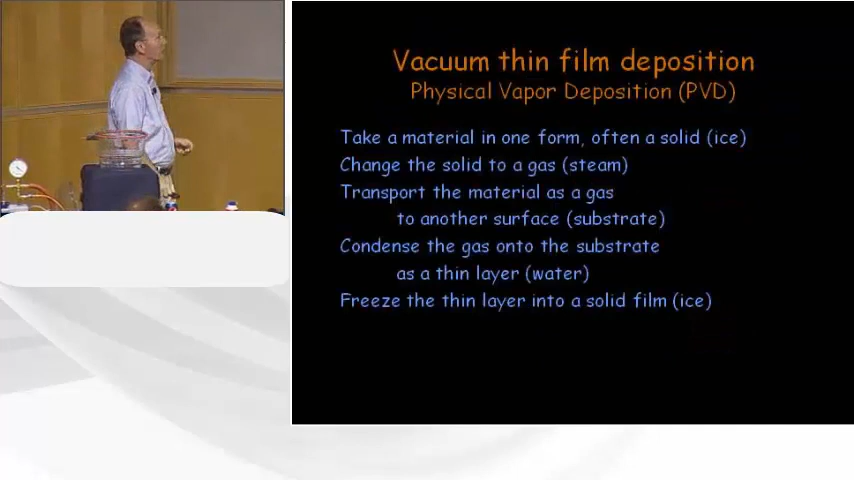 Vacuum thin film deposition
Physical Vapor Deposition (PVD)
Take a material in one form, often a solid (ice)
Change the solid to a gas (steam)
Transport the material as a gas
to another surface (substrate)
Condense the gas onto the substrate
as a thin layer (water)
Freeze the thin layer into a solid film (ice)